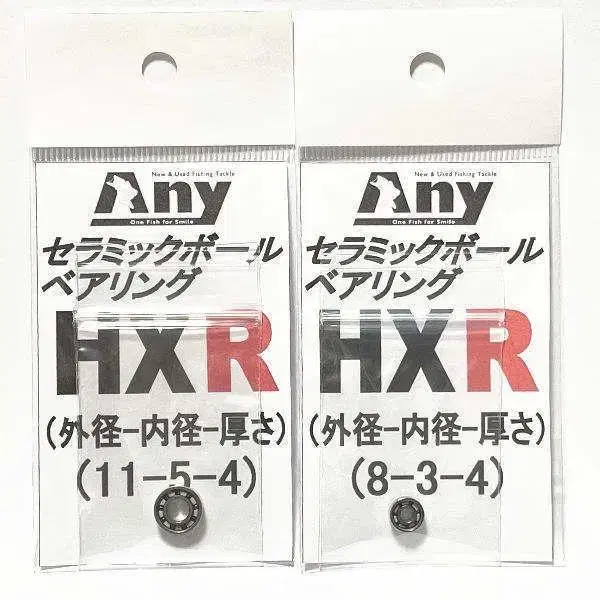 New & Used Fishing Tackle
Any
One Fish for Smile
セラミックボール
ベアリング
HXR
(外径-内径-厚さ)
(11-5-4)
New & Used Fishing Tackle
Any
One Fish for Smile
セラミックボール
ベアリング
HXR
(外径-内径-厚さ)
(8-3-4)